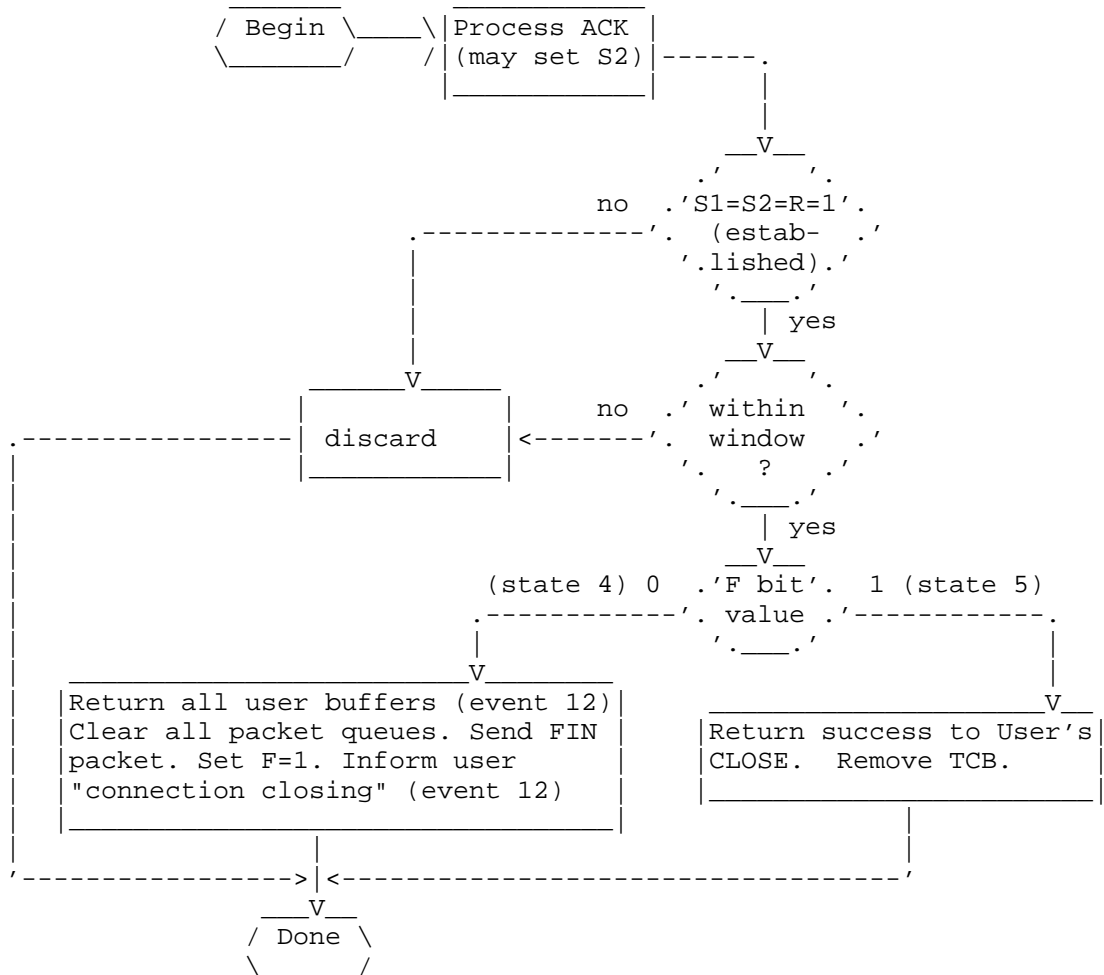 Begin
Process ACK
(may set S2)
S1=S2=R=1
no
(estab-
lished)
yes
no
within
discard
window
?
yes
(state 4) 0
F bit
1 (state 5)
value
Return all user buffers (event 12)
Clear all packet queues. Send FIN
packet. Set F=1. Inform user
"connection closing" (event 12)
Return success to User's
CLOSE. Remove TCB.
Done